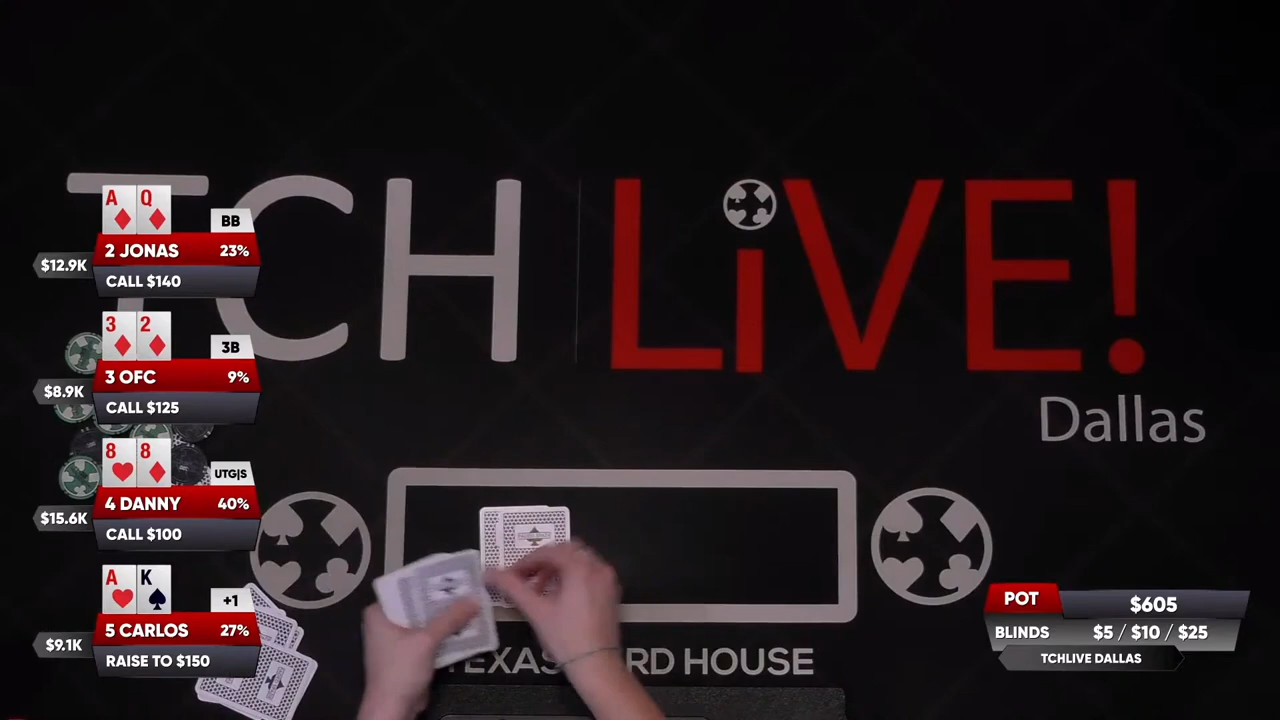 TCH LiVE!
Dallas
A Q
BB
2 JONAS 23%
$12.9K
CALL $140
3 2
3B
3 OFC 9%
$8.9K
CALL $125
8 8
UTG|S
4 DANNY 40%
$15.6K
CALL $100
A K
+1
5 CARLOS 27%
$9.1K
RAISE TO $150
HOUSE
POT $605
BLINDS $5 / $10 / $25
TCHLIVE DALLAS